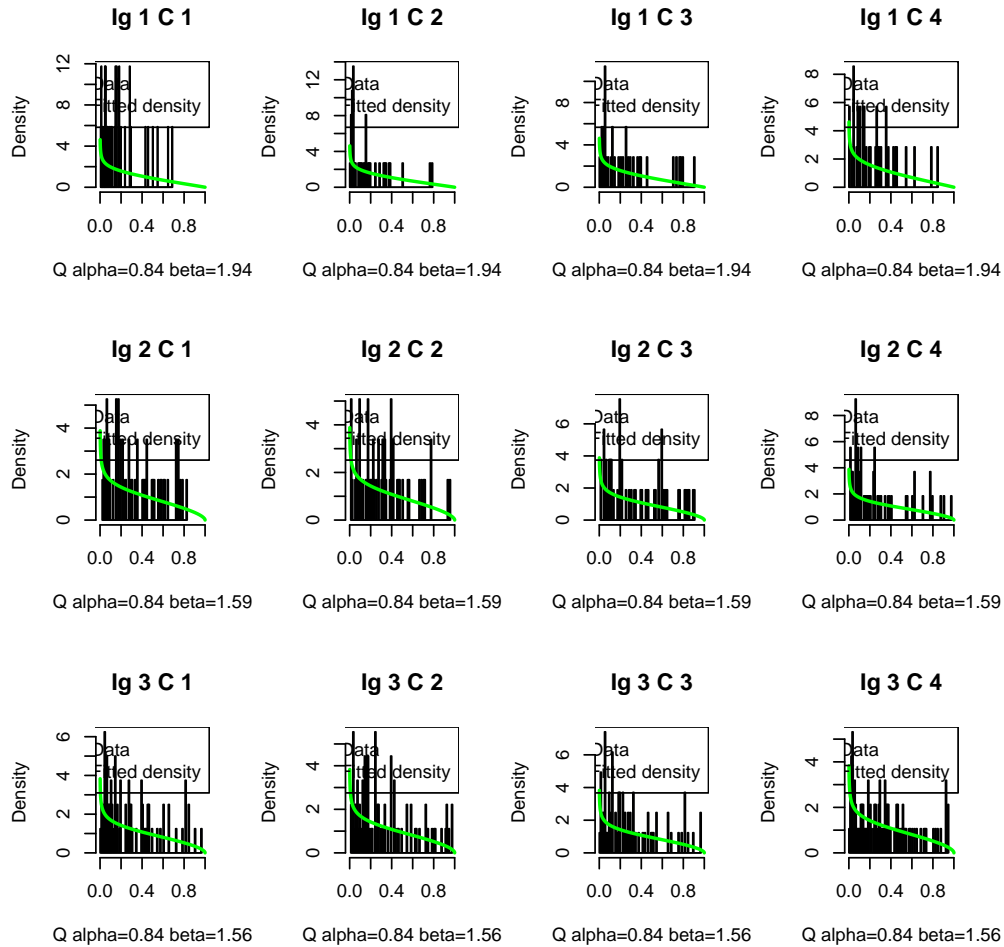 Ig 1 C 1
Density
12
8
4
0
Data
Fitted density
0.0 0.4 0.8
Q alpha=0.84 beta=1.94
Ig 1 C 2
Density
12
8
4
0
Data
Fitted density
0.0 0.4 0.8
Q alpha=0.84 beta=1.94
Ig 1 C 3
Density
8
4
0
Data
Fitted density
0.0 0.4 0.8
Q alpha=0.84 beta=1.94
Ig 1 C 4
Density
8
6
4
2
0
Data
Fitted density
0.0 0.4 0.8
Q alpha=0.84 beta=1.94
Ig 2 C 1
Density
4
2
0
Data
Fitted density
0.0 0.4 0.8
Q alpha=0.84 beta=1.59
Ig 2 C 2
Density
4
2
0
Data
Fitted density
0.0 0.4 0.8
Q alpha=0.84 beta=1.59
Ig 2 C 3
Density
6
4
2
0
Data
Fitted density
0.0 0.4 0.8
Q alpha=0.84 beta=1.59
Ig 2 C 4
Density
8
6
4
2
0
Data
Fitted density
0.0 0.4 0.8
Q alpha=0.84 beta=1.59
Ig 3 C 1
Density
6
4
2
0
Data
Fitted density
0.0 0.4 0.8
Q alpha=0.84 beta=1.56
Ig 3 C 2
Density
4
2
0
Data
Fitted density
0.0 0.4 0.8
Q alpha=0.84 beta=1.56
Ig 3 C 3
Density
6
4
2
0
Data
Fitted density
0.0 0.4 0.8
Q alpha=0.84 beta=1.56
Ig 3 C 4
Density
4
2
0
Data
Fitted density
0.0 0.4 0.8
Q alpha=0.84 beta=1.56